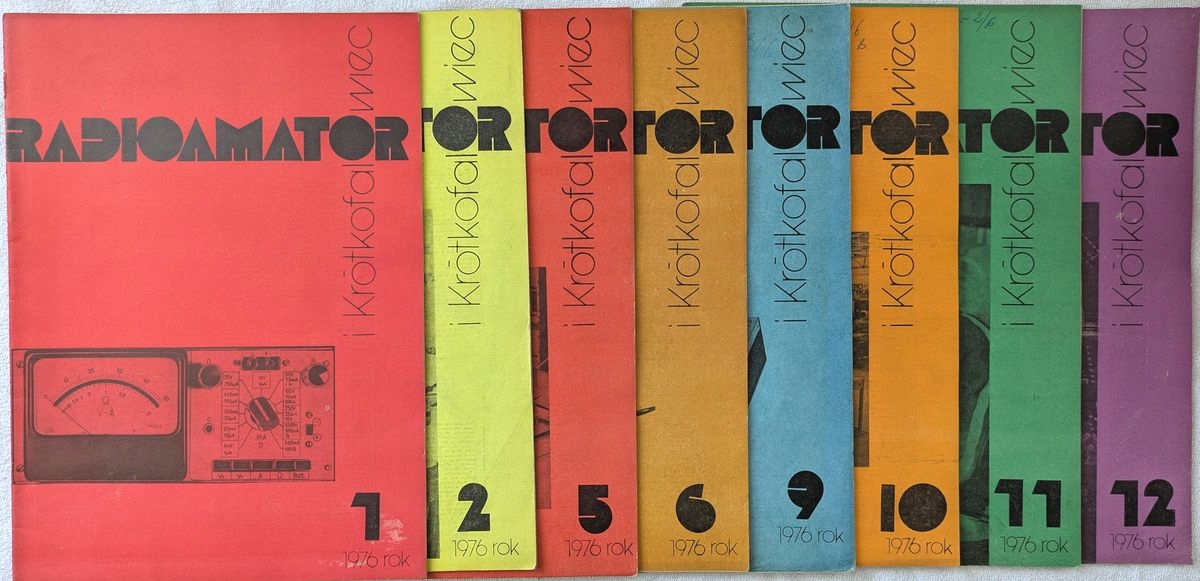 RADIOAMATOR
i Krótkofalowiec
1
1976 rok
Ω
V-A
VΩA
Ω
V-
V~
A
Ω
Bat.
TOR
i Krótkofalowiec
2
1976 rok
TOR
i Krótkofalowiec
5
1976 rok
TOR
i Krótkofalowiec
6
1976 rok
TOR
i Krótkofalowiec
9
1976 rok
TOR
i Krótkofalowiec
10
1976 rok
TOR
i Krótkofalowiec
11
1976 rok
TOR
12
1976 rok